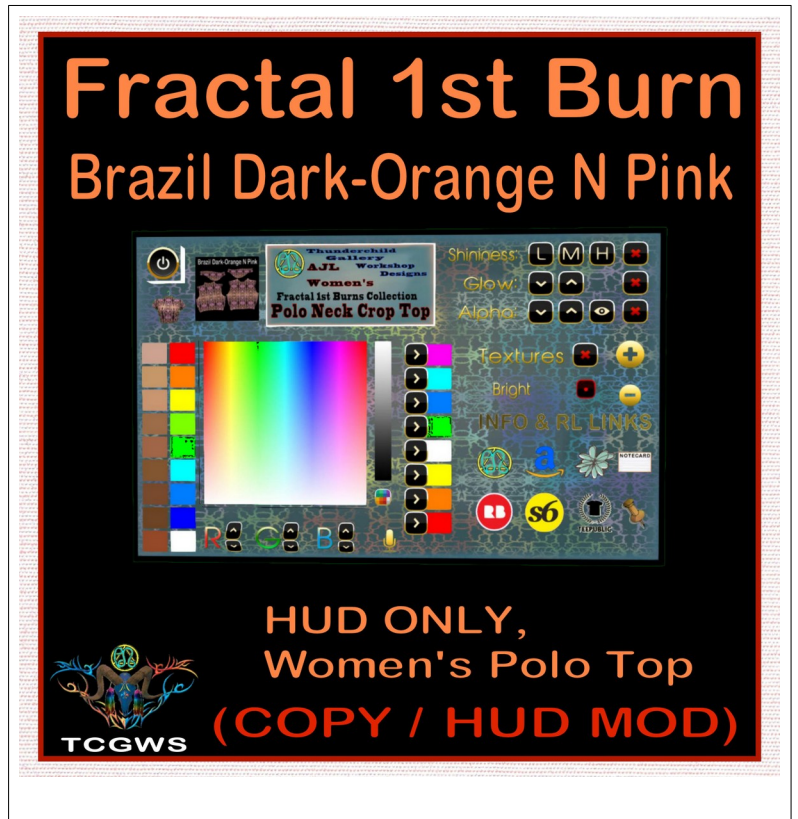 Fractal 1st Burn
Brazil Dark-Orange N Pink
Brazil Dark-Orange N Pink
Thunderchild
Gallery
AJL Workshop
Designs
Women's
Fractal 1st Burns Collection
Polo Neck Crop Top
Shininess: L M H
Glow:
Alpha:
Textures
Bright
INFO & RL LINKS
a
NOTECARD
RB
s6
TEEPUBLIC
R G B
HUD ONLY,
Women's Polo Top
(COPY / HUD MOD)
TCGWS